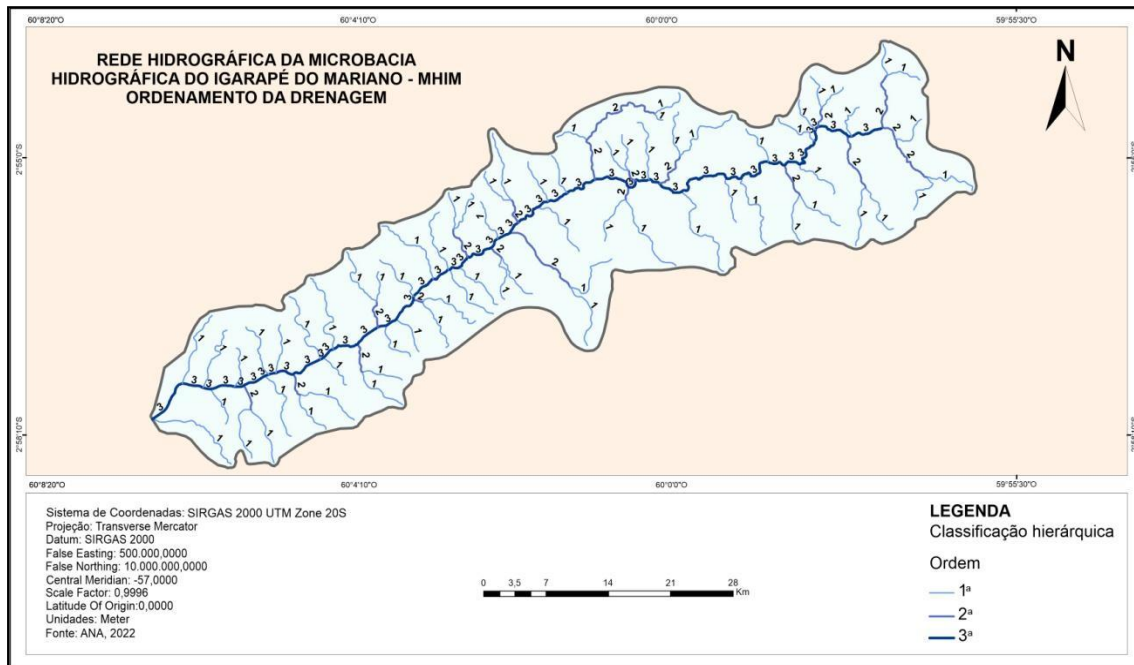 60°8'20"O 60°4'10"O 60°0'0"O 59°55'30"O
REDE HIDROGRÁFICA DA MICROBACIA
HIDROGRÁFICA DO IGARAPÉ DO MARIANO - MHIM
ORDENAMENTO DA DRENAGEM
N
2°55'0"S
2°58'10"S
60°8'20"O 60°4'10"O 60°0'0"O 59°55'30"O
Sistema de Coordenadas: SIRGAS 2000 UTM Zone 20S
Projeção: Transverse Mercator
Datum: SIRGAS 2000
False Easting: 500.000,0000
False Northing: 10.000.000,0000
Central Meridian: -57,0000
Scale Factor: 0,9996
Latitude Of Origin:0,0000
Unidades: Meter
Fonte: ANA, 2022
0 3,5 7 14 21 28
Km
LEGENDA
Classificação hierárquica
Ordem
1ª
2ª
3ª